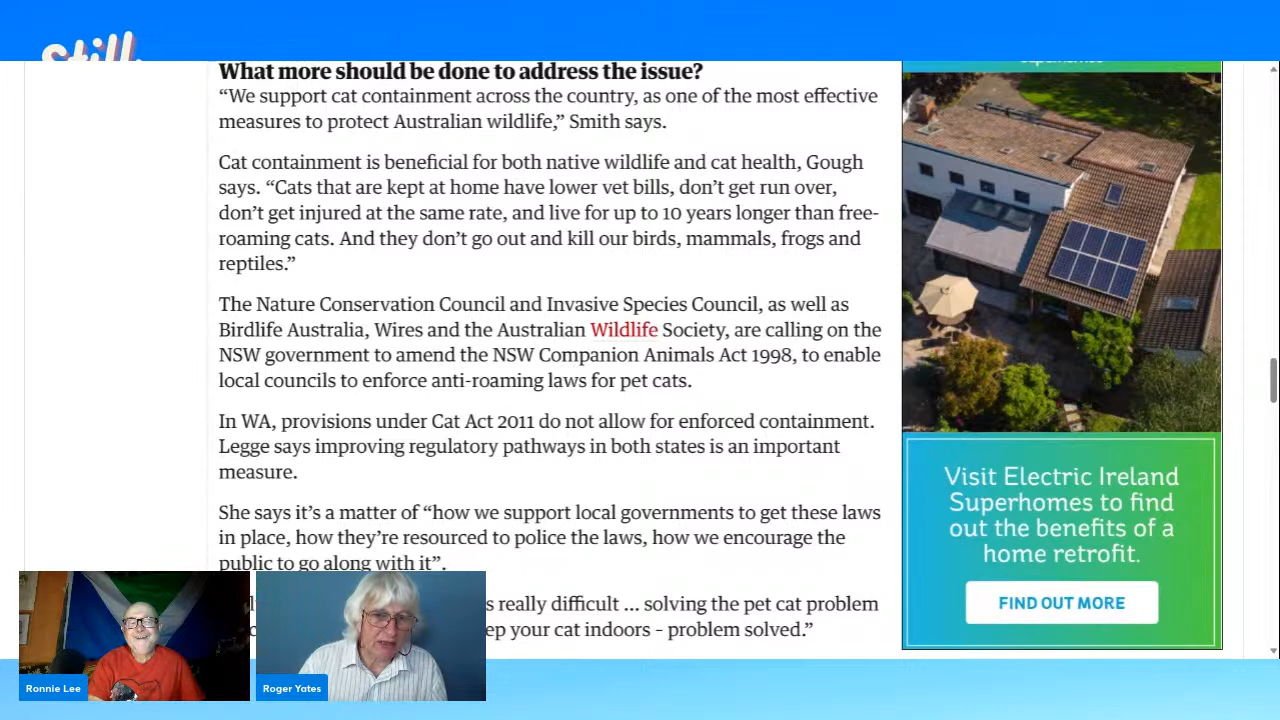 Still
What more should be done to address the issue?
“We support cat containment across the country, as one of the most effective
measures to protect Australian wildlife,” Smith says.
Cat containment is beneficial for both native wildlife and cat health, Gough
says. “Cats that are kept at home have lower vet bills, don’t get run over,
don’t get injured at the same rate, and live for up to 10 years longer than free-
roaming cats. And they don’t go out and kill our birds, mammals, frogs and
reptiles.”
The Nature Conservation Council and Invasive Species Council, as well as
Birdlife Australia, Wires and the Australian Wildlife Society, are calling on the
NSW government to amend the NSW Companion Animals Act 1998, to enable
local councils to enforce anti-roaming laws for pet cats.
In WA, provisions under Cat Act 2011 do not allow for enforced containment.
Legge says improving regulatory pathways in both states is an important
measure.
She says it’s a matter of “how we support local governments to get these laws
in place, how they’re resourced to police the laws, how we encourage the
public to go along with it”.
s really difficult ... solving the pet cat problem
ep your cat indoors – problem solved.”
Visit Electric Ireland
Superhomes to find
out the benefits of a
home retrofit.
FIND OUT MORE
Ronnie Lee
Roger Yates